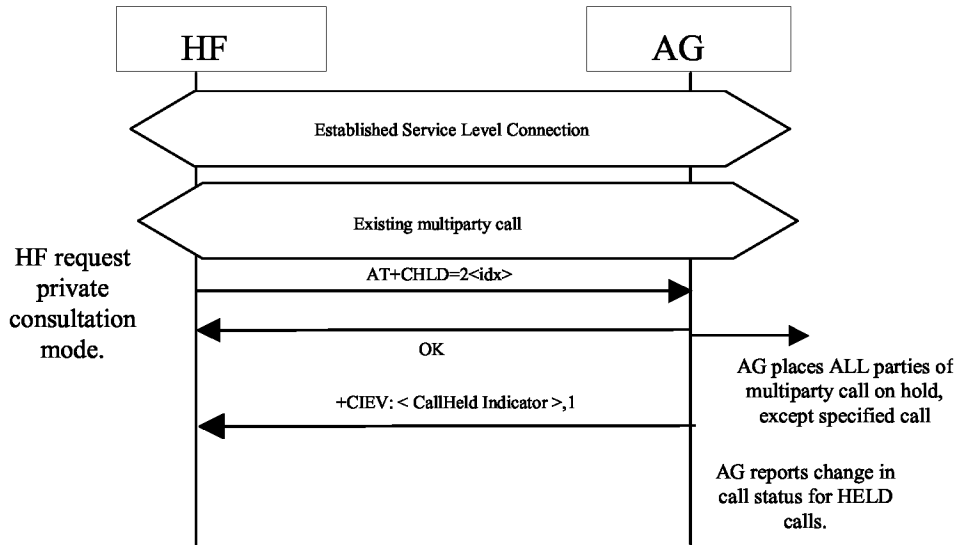 HF
AG
Established Service Level Connection
Existing multiparty call
HF request
private
consultation
mode.
AT+CHLD=2<idx>
OK
AG places ALL parties of
multiparty call on hold,
except specified call
+CIEV: < CallHeld Indicator >,1
AG reports change in
call status for HELD
calls.